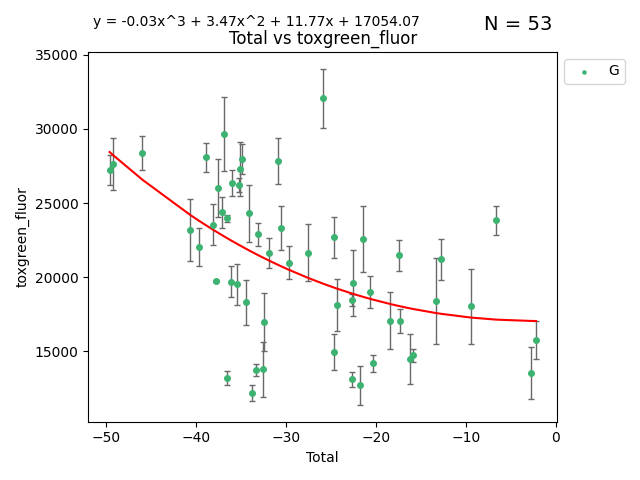 y = -0.03x^3 + 3.47x^2 + 11.77x + 17054.07
N = 53
Total vs toxgreen_fluor
G
toxgreen_fluor
35000
30000
25000
20000
15000
−50
−40
−30
−20
−10
0
Total